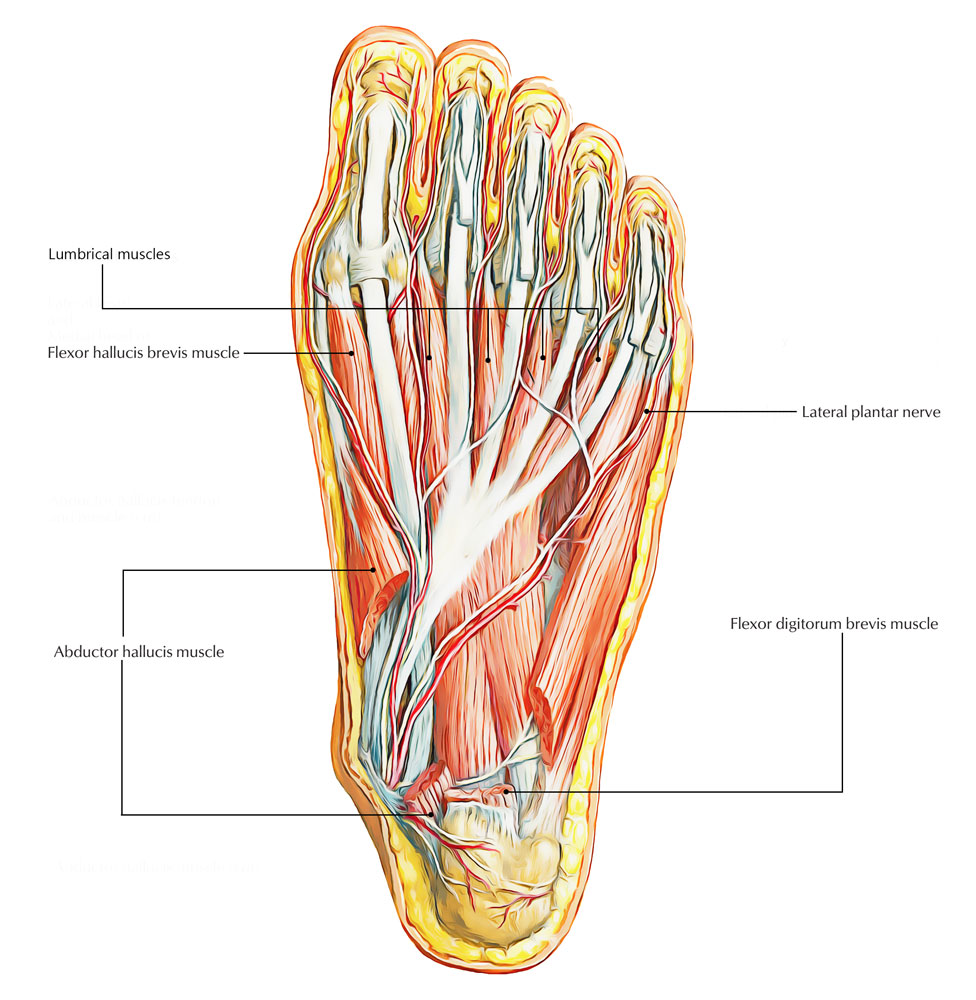 Lumbrical muscles
Flexor hallucis brevis muscle
Lateral plantar nerve
Flexor digitorum brevis muscle
Abductor hallucis muscle